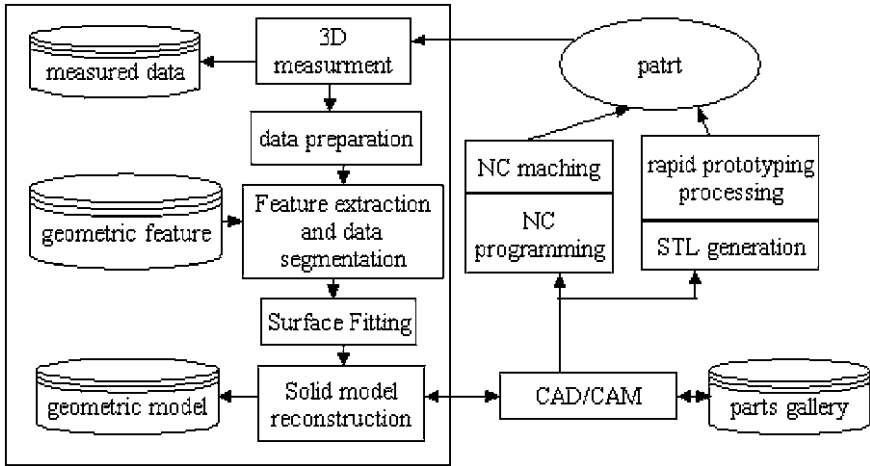 3D
measurment
measured data
patrt
data preparation
NC maching
rapid prototyping
processing
Feature extraction
and data
segmentation
geometric feature
NC
programming
STL generation
Surface Fitting
Solid model
reconstruction
geometric model
CAD/CAM
parts gallery